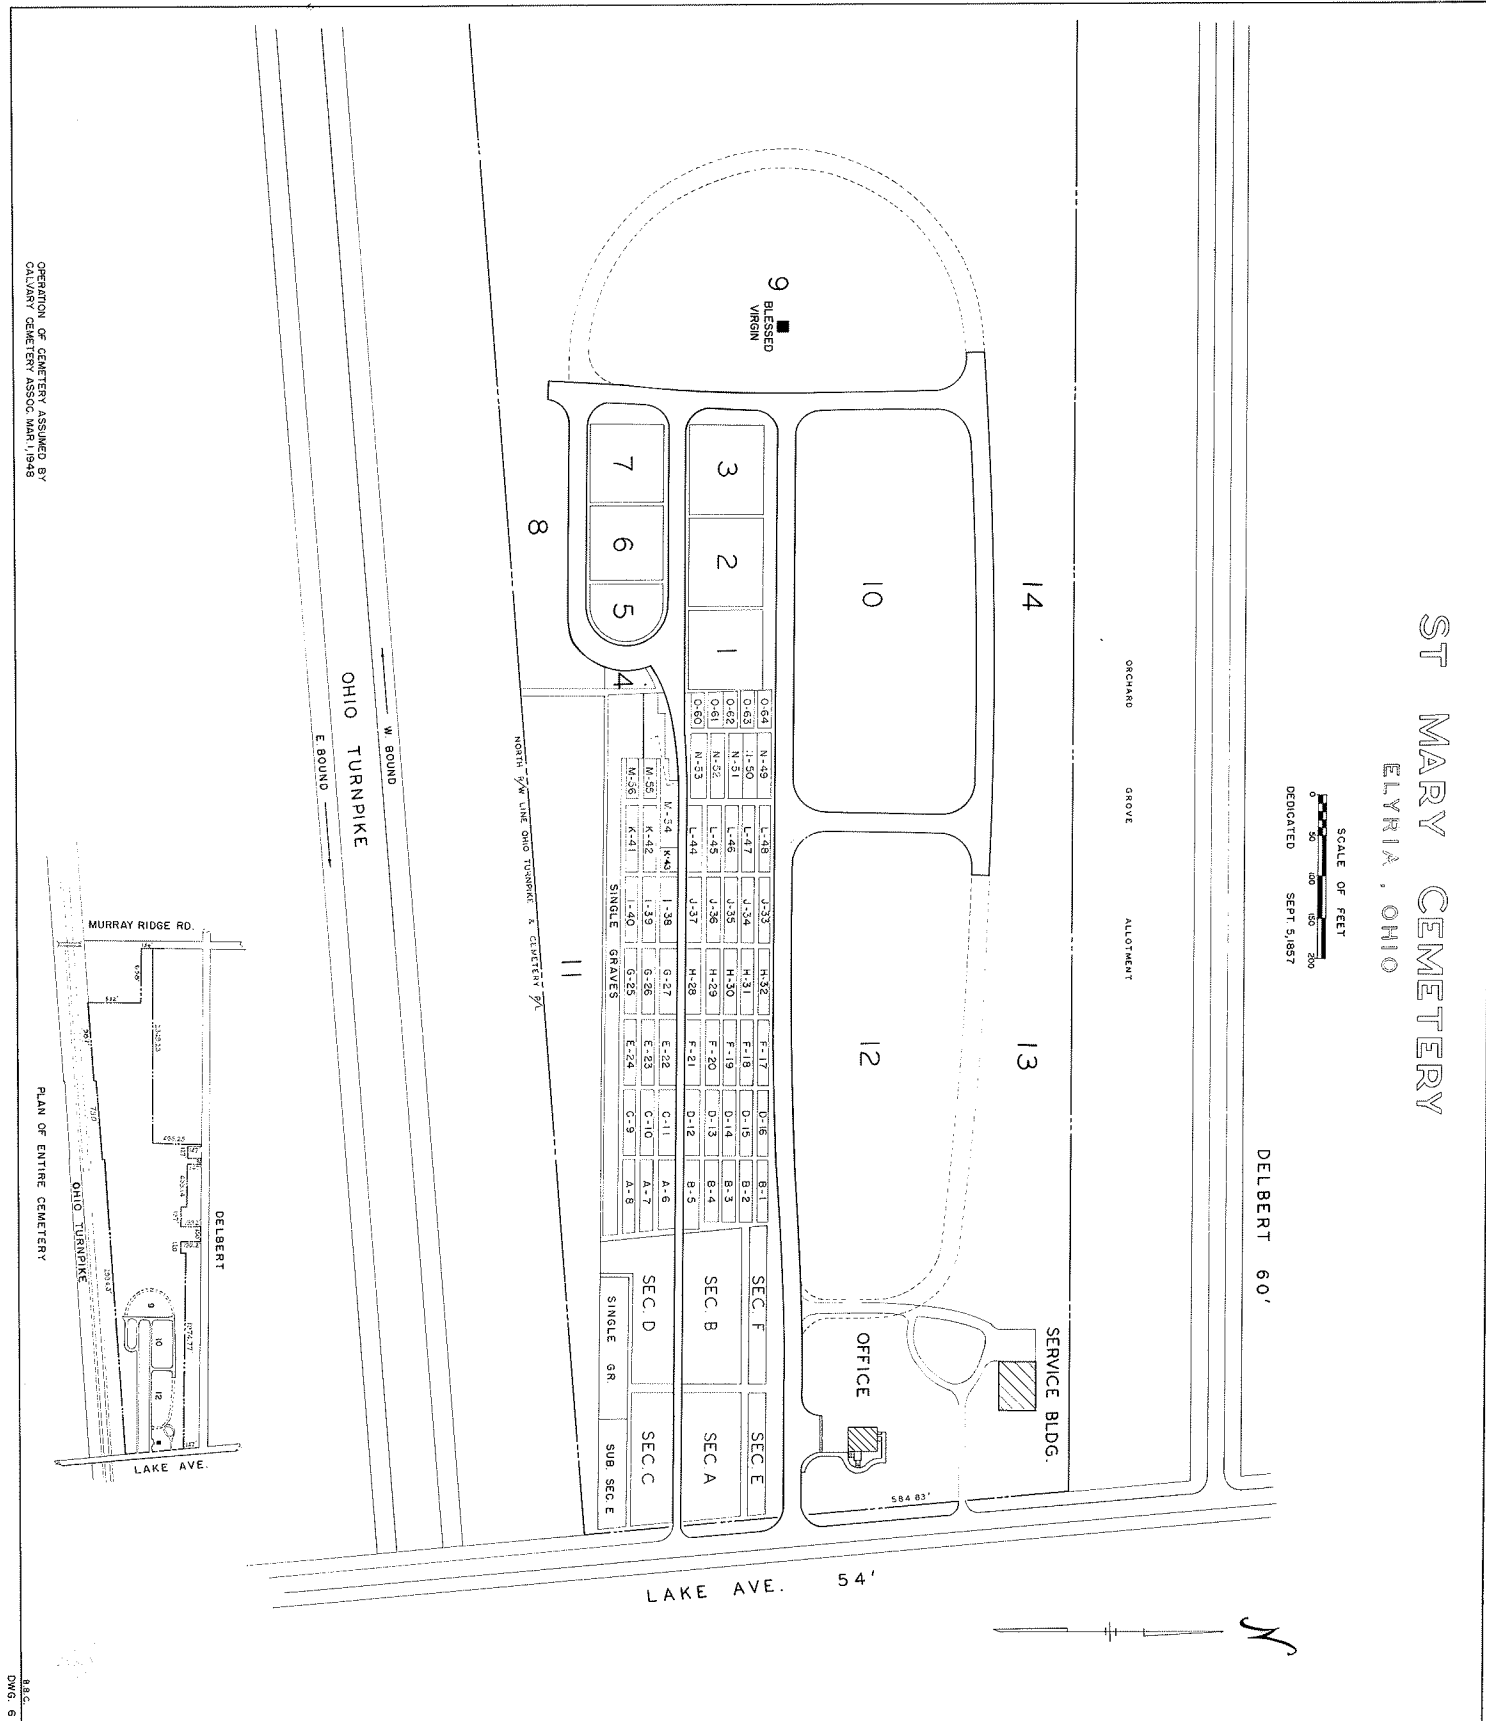 ST MARY CEMETERY
ELYRIA, OHIO
SCALE OF FEET
0 50 100 150 200
DEDICATED SEPT. 5, 1857
DELBERT 60'
ORCHARD GROVE ALLOTMENT
14
13
SERVICE BLDG.
584.83'
10
12
OFFICE
9
BLESSED
VIRGIN
3
2
1
O-64 N-49 L-48 J-33 H-32 F-17 D-16 B-1
O-63 N-50 L-47 J-34 H-31 F-18 D-15 B-2
O-62 N-51 L-46 J-35 H-30 F-19 D-14 B-3
O-61 N-52 L-45 J-36 H-29 F-20 D-13 B-4
O-60 N-53 L-44 J-37 H-28 F-21 D-12 B-5
SEC. F
SEC. E
SEC. B
SEC. A
7
6
5
4
M-54 K-43 I-38 G-27 E-22 C-11 A-6
M-55 K-42 I-39 G-26 E-23 C-10 A-7
M-56 K-41 I-40 G-25 E-24 C-9 A-8
SEC. D
SEC. C
SINGLE GRAVES
SINGLE GR. SUB. SEC. E
8
11
NORTH R/W LINE OHIO TURNPIKE & CEMETERY P/L
W. BOUND
OHIO TURNPIKE
E. BOUND
LAKE AVE. 54'
N
MURRAY RIDGE RD.
DELBERT
OHIO TURNPIKE
LAKE AVE.
9
10
12
PLAN OF ENTIRE CEMETERY
OPERATION OF CEMETERY ASSUMED BY
CALVARY CEMETERY ASSOC. MAR. 1, 1948
B.B.C.
DWG. 6